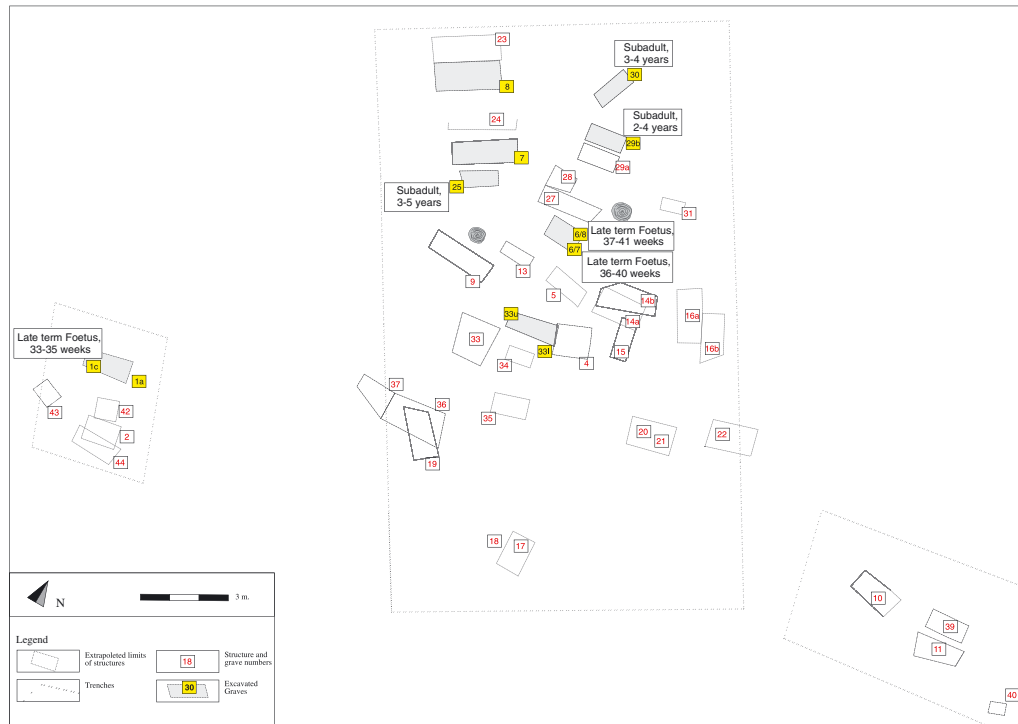 23
Subadult,
3-4 years
30
8
24
Subadult,
2-4 years
29b
7
29a
28
25
Subadult,
3-5 years
27
31
6/8
Late term Foetus,
37-41 weeks
6/7
Late term Foetus,
36-40 weeks
9
13
5
14b
16a
33u
14a
33
33l
15
16b
34
4
Late term Foetus,
33-35 weeks
1c
1a
43
42
2
44
37
36
35
19
20
21
22
18
17
10
39
11
40
N
3 m.
Legend
Extrapoleted limits
of structures
18
Structure and
grave numbers
Trenches
30
Excavated
Graves